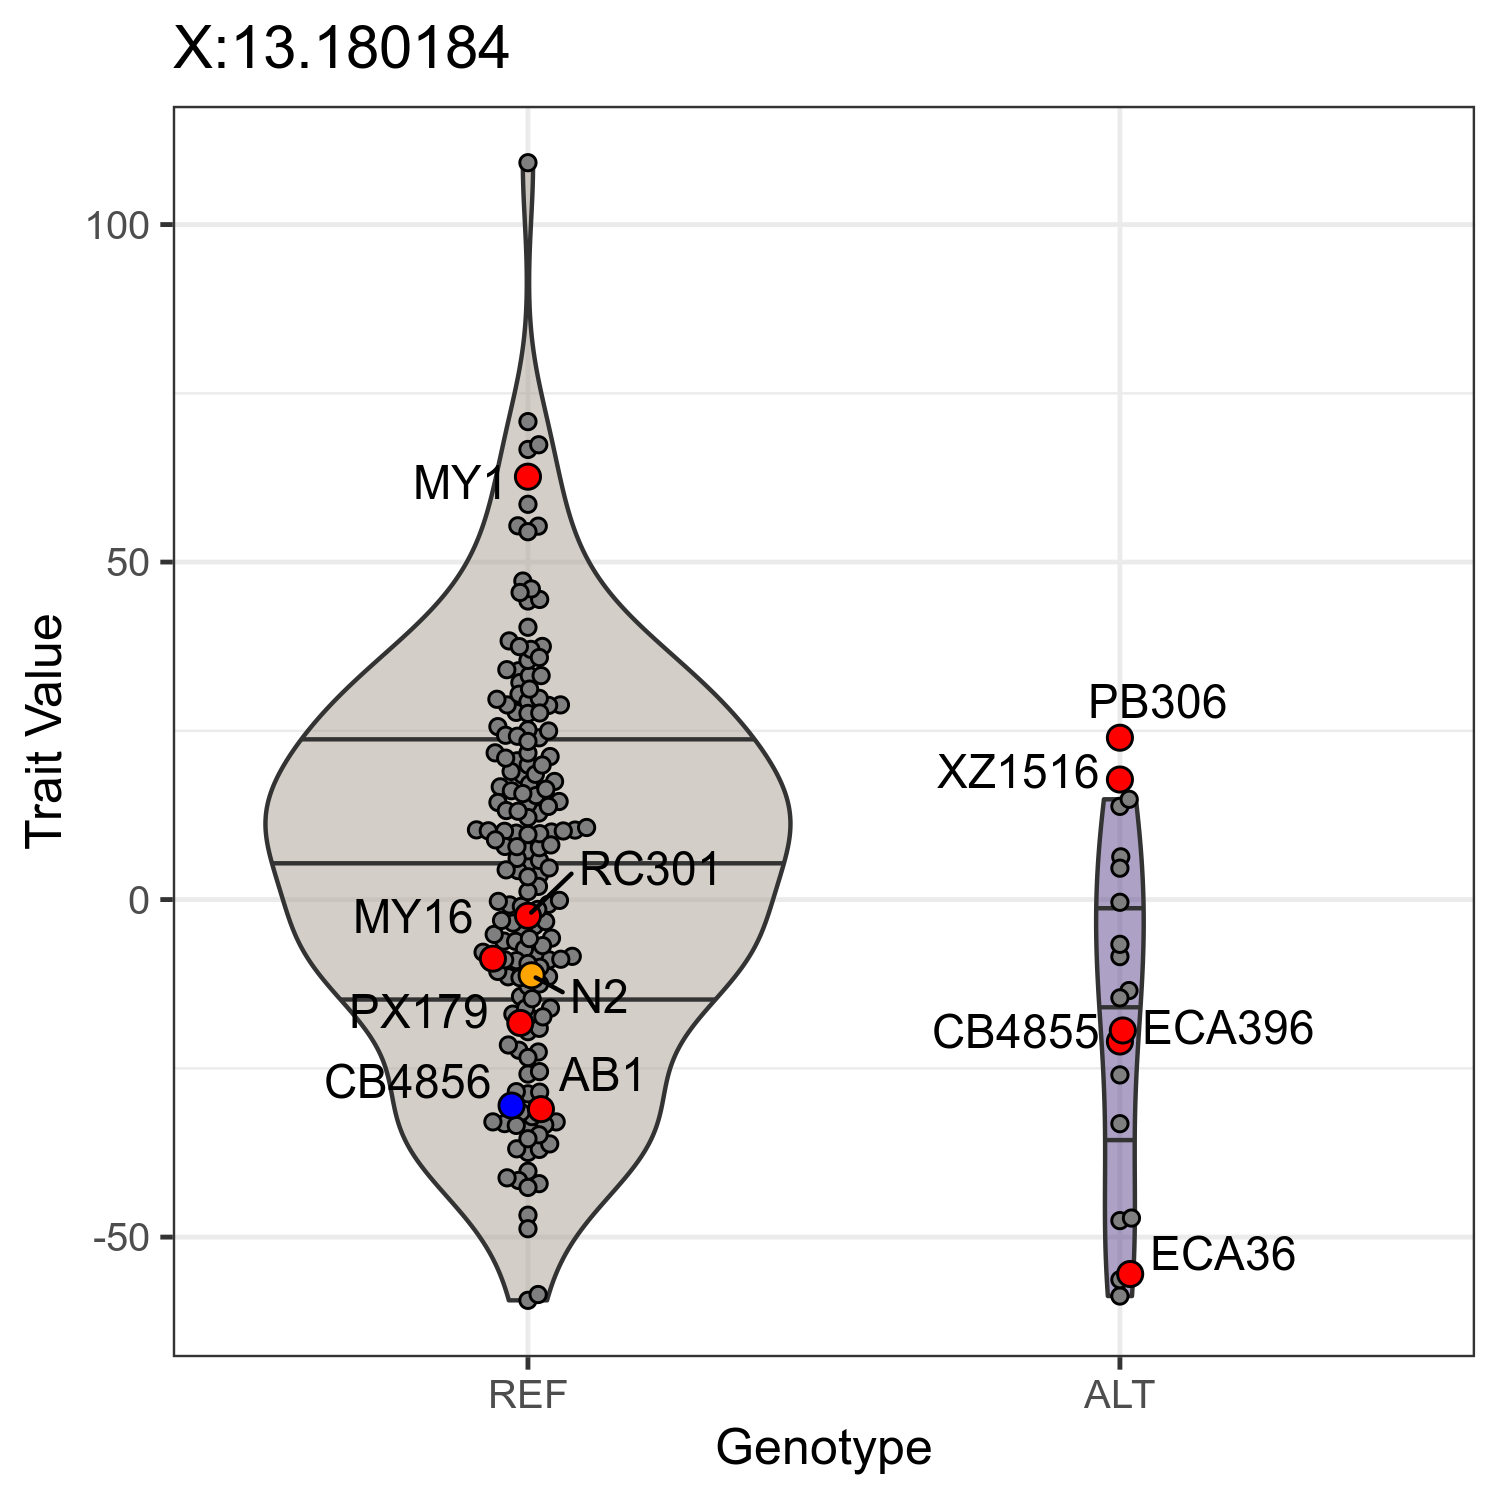 X:13.180184
Trait Value
100
50
0
-50
MY1
RC301
MY16
N2
PX179
AB1
CB4856
PB306
XZ1516
CB4855
ECA396
ECA36
REF
ALT
Genotype